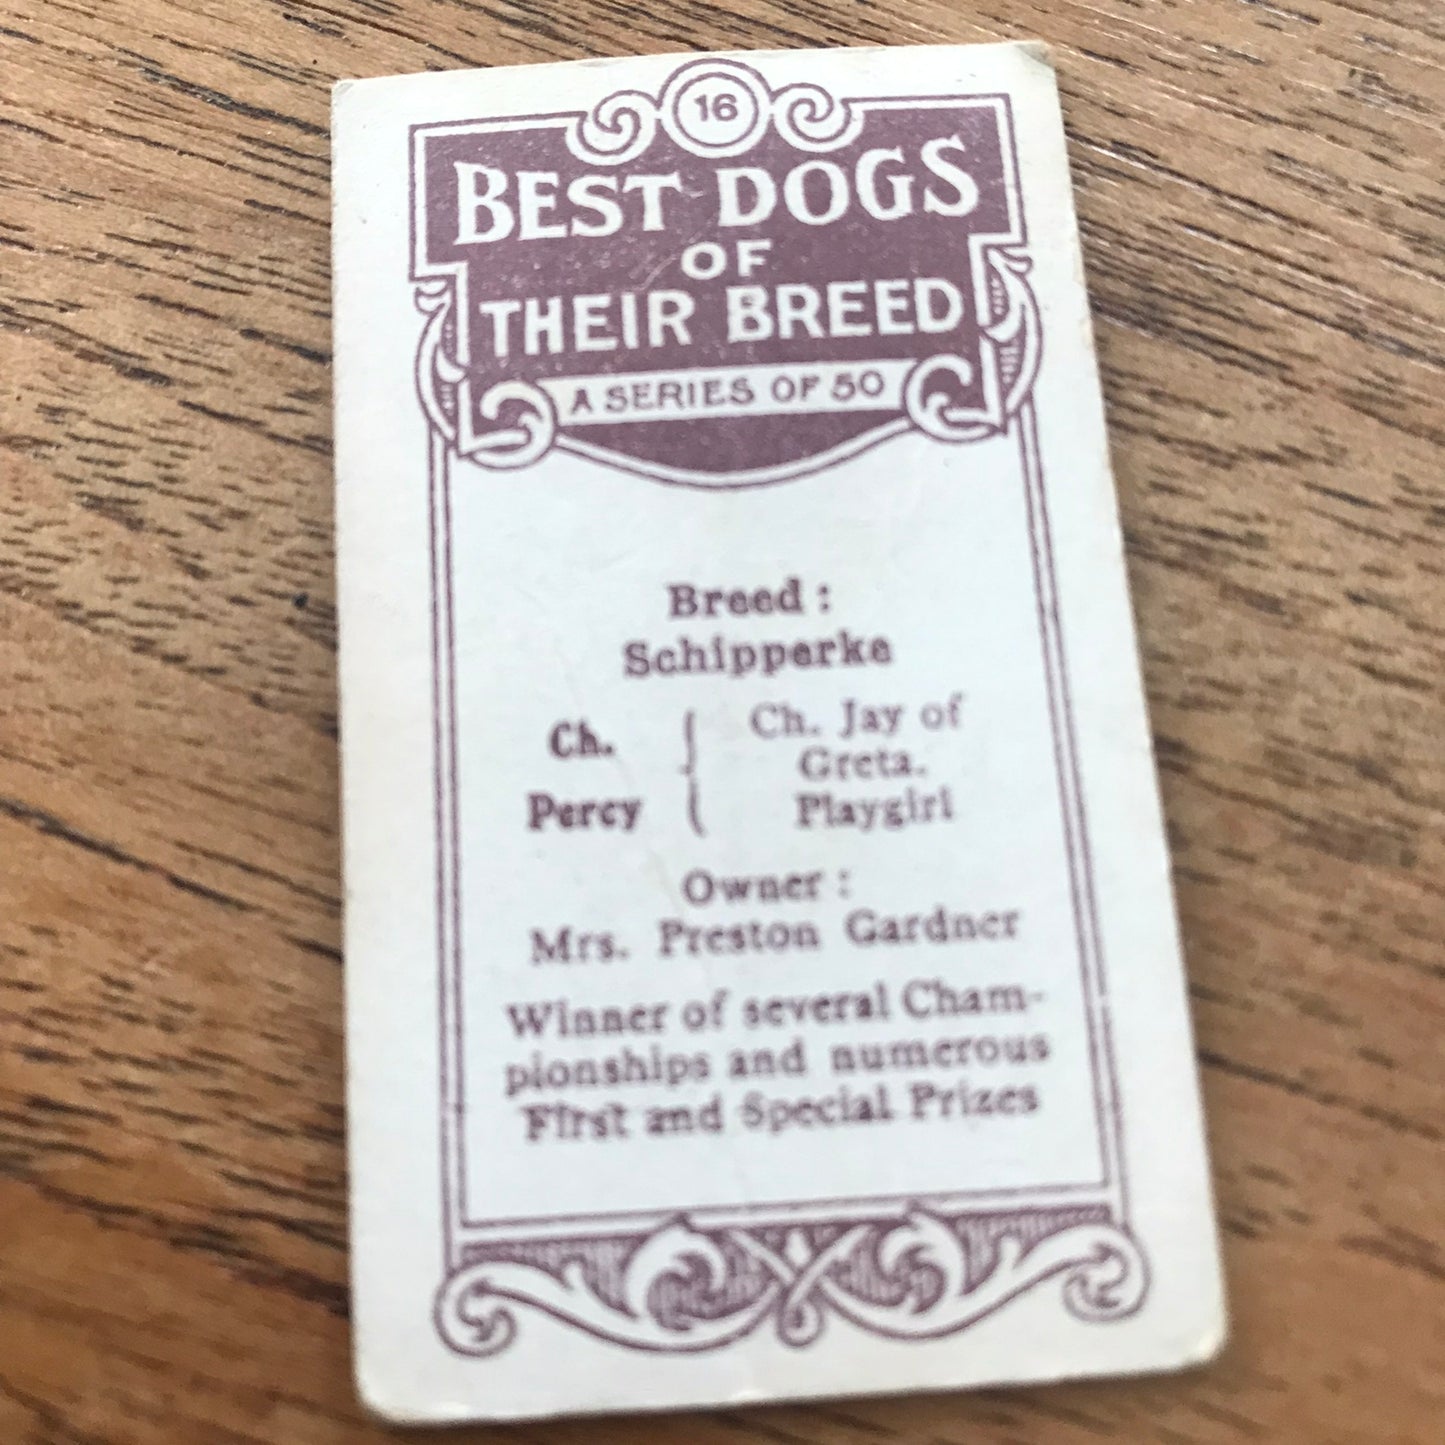 16
BEST DOGS
OF
THEIR BREED
A SERIES OF 50
Breed :
Schipperke
Ch. Percy
Ch. Jay of
Greta.
Playgirl
Owner :
Mrs. Preston Gardner
Winner of several Cham-
pionships and numerous
First and Special Prizes